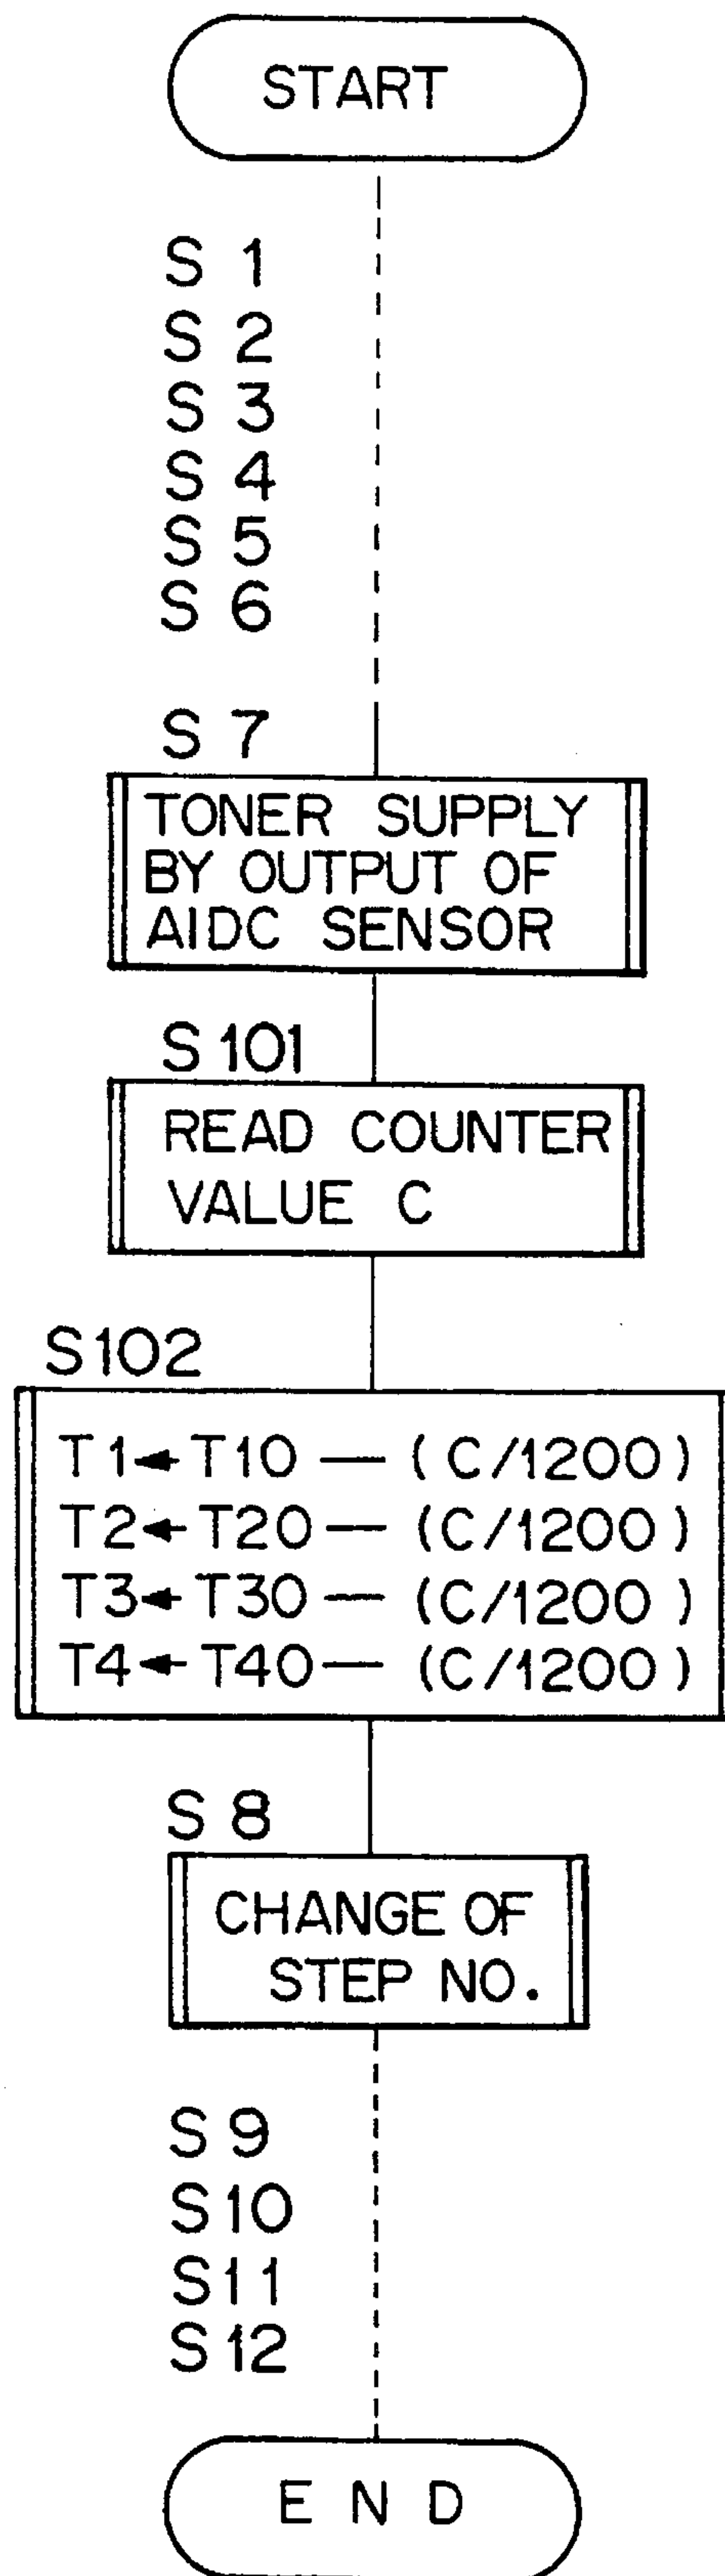 START
S 1
S 2
S 3
S 4
S 5
S 6
S 7
TONER SUPPLY
BY OUTPUT OF
AIDC SENSOR
S 101
READ COUNTER
VALUE C
S102
T1 ← T10 — (C/1200)
T2 ← T20 — (C/1200)
T3 ← T30 — (C/1200)
T4 ← T40 — (C/1200)
S 8
CHANGE OF
STEP NO.
S 9
S10
S11
S12
E N D